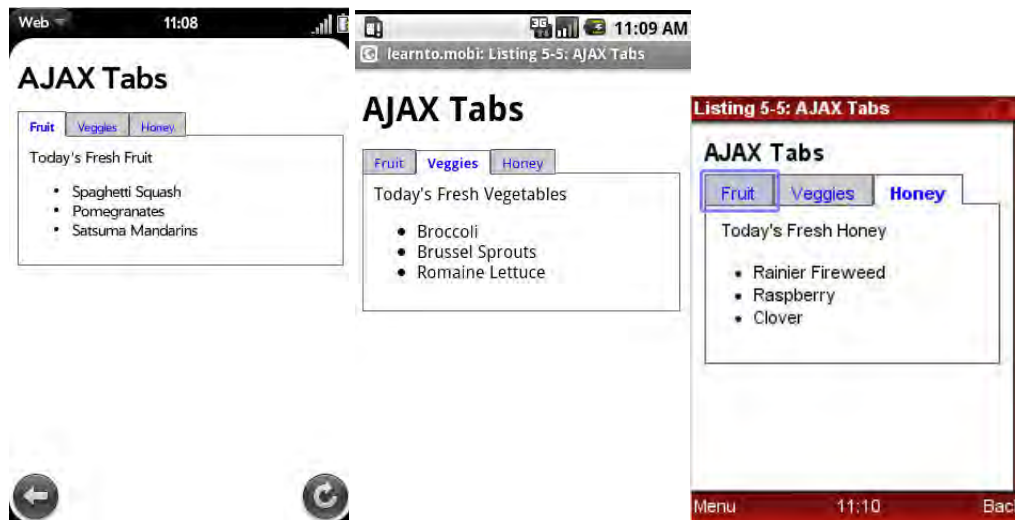 Web 11:08
AJAX Tabs
Fruit Veggies Honey
Today's Fresh Fruit
Spaghetti Squash
Pomegranates
Satsuma Mandarins
3G 11:09 AM
learnto.mobi: Listing 5-5: AJAX Tabs
AJAX Tabs
Fruit Veggies Honey
Today's Fresh Vegetables
Broccoli
Brussel Sprouts
Romaine Lettuce
Listing 5-5: AJAX Tabs
AJAX Tabs
Fruit Veggies Honey
Today's Fresh Honey
Rainier Fireweed
Raspberry
Clover
Menu 11:10 Bac